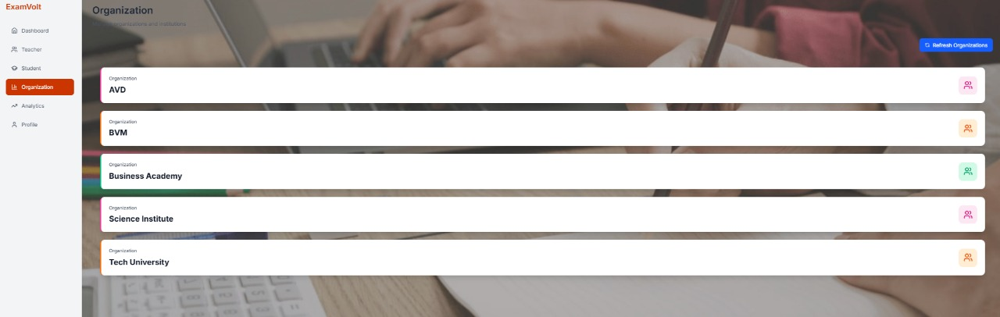 ExamVolt
Dashboard
Teacher
Student
Organization
Analytics
Profile
Organization
organizations and institutions
Refresh Organizations
Organization
AVD
Organization
BVM
Organization
Business Academy
Organization
Science Institute
Organization
Tech University